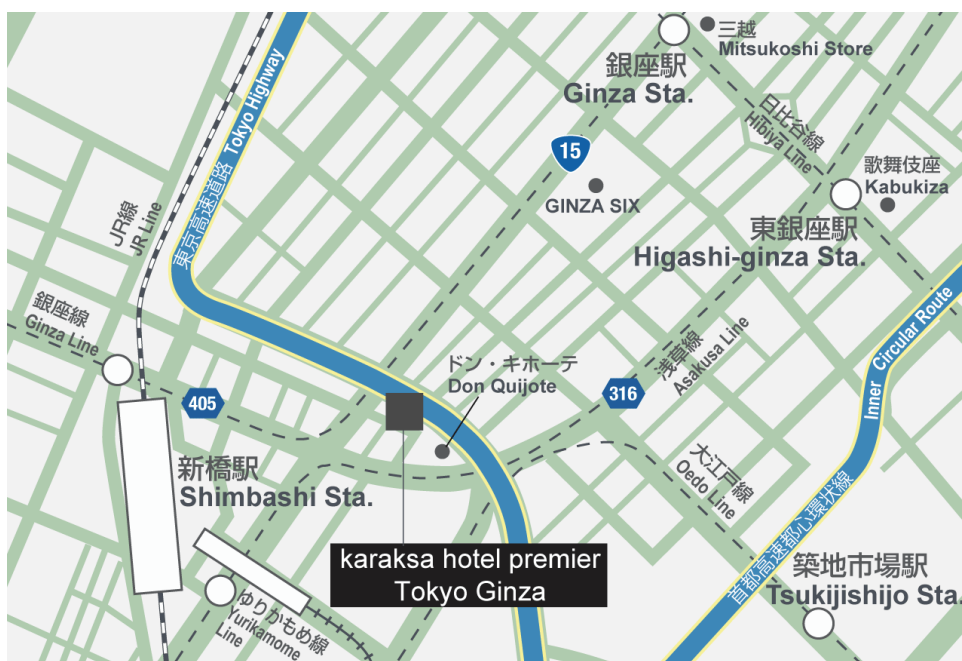 三越
Mitsukoshi Store
銀座駅
Ginza Sta.
日比谷線
Hibiya Line
歌舞伎座
Kabukiza
東銀座駅
Higashi-ginza Sta.
15
GINZA SIX
東京高速道路 Tokyo Highway
JR線
JR Line
銀座線
Ginza Line
405
ドン・キホーテ
Don Quijote
浅草線
Asakusa Line
316
首都高速都心環状線 Inner Circular Route
大江戸線
Oedo Line
新橋駅
Shimbashi Sta.
karaksa hotel premier
Tokyo Ginza
築地市場駅
Tsukijishijo Sta.
ゆりかもめ線
Yurikamome
Line